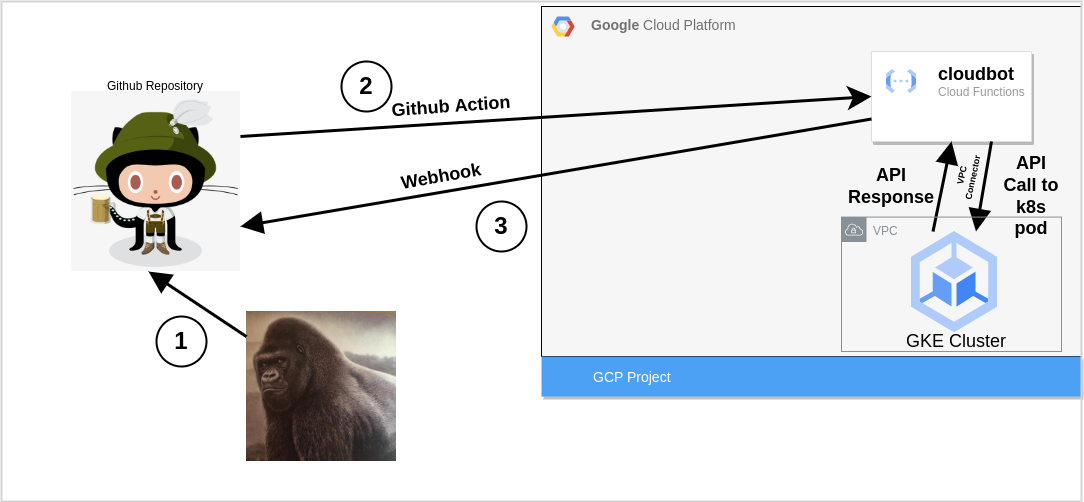 Google Cloud Platform
Github Repository
2
Github Action
cloudbot
Cloud Functions
Webhook
3
API
Response
VPC
Connector
API
Call to
k8s
pod
VPC
GKE Cluster
1
GCP Project